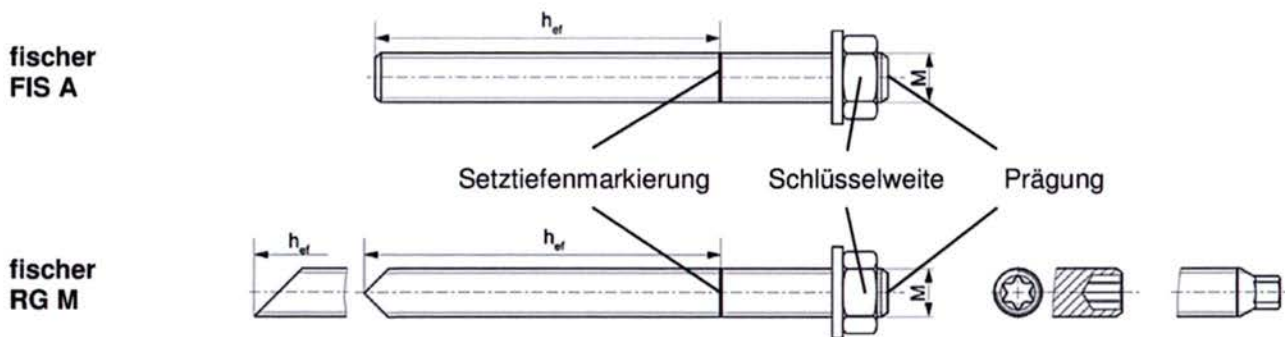 h_ef
fischer
FIS A
M
Setztiefenmarkierung Schlüsselweite Prägung
h_ef h_ef
fischer
RG M
M